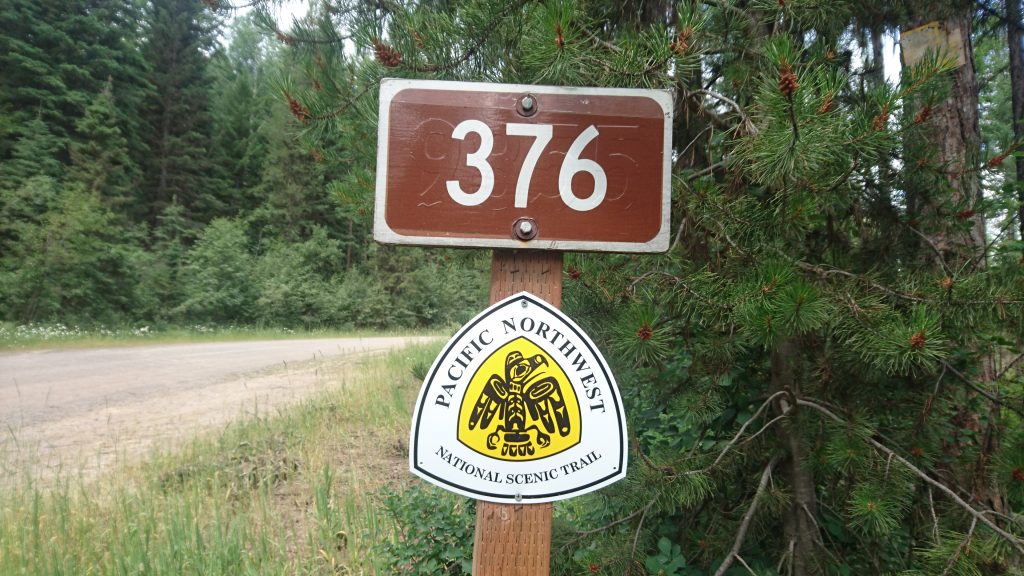 376
PACIFIC NORTHWEST
NATIONAL SCENIC TRAIL